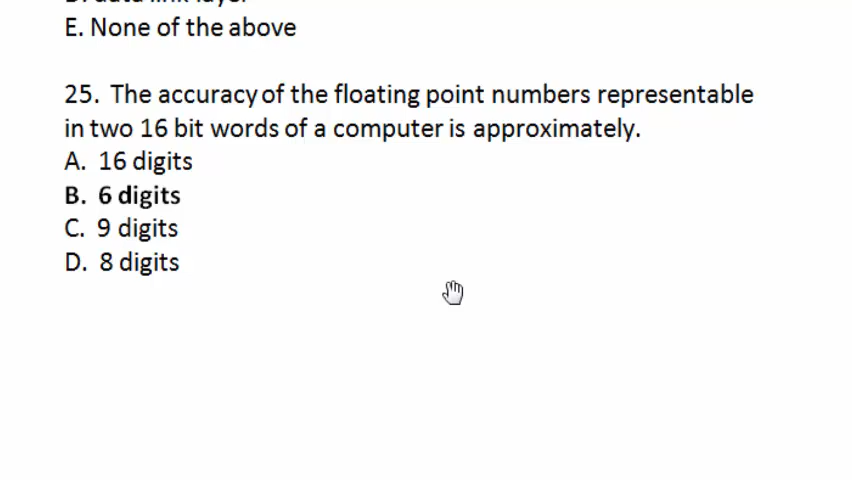 E. None of the above
25. The accuracy of the floating point numbers representable
in two 16 bit words of a computer is approximately.
A. 16 digits
B. 6 digits
C. 9 digits
D. 8 digits